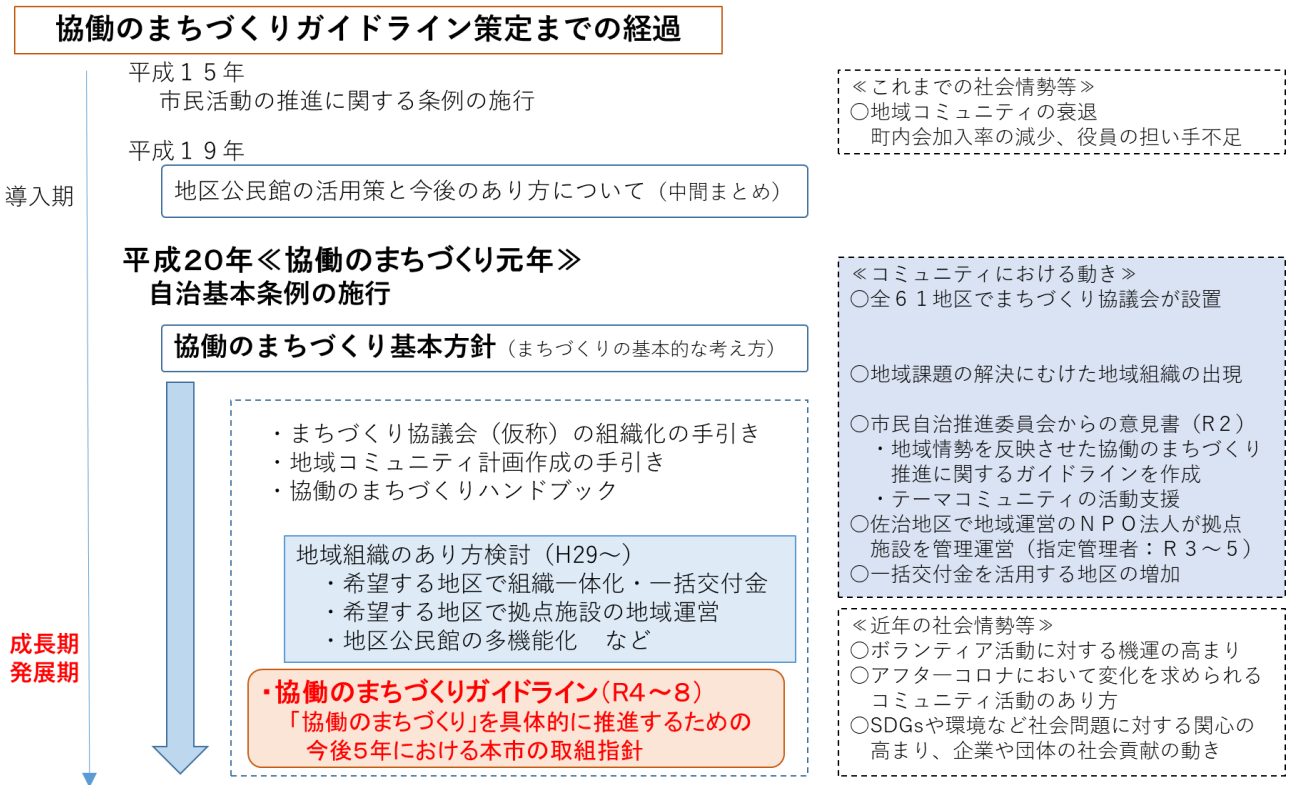 協働のまちづくりガイドライン策定までの経過
平成１５年
市民活動の推進に関する条例の施行
平成１９年
地区公民館の活用策と今後のあり方について（中間まとめ）
導入期
平成２０年≪協働のまちづくり元年≫
自治基本条例の施行
協働のまちづくり基本方針（まちづくりの基本的な考え方）
・まちづくり協議会（仮称）の組織化の手引き
・地域コミュニティ計画作成の手引き
・協働のまちづくりハンドブック
地域組織のあり方検討（H29～）
・希望する地区で組織一体化・一括交付金
・希望する地区で拠点施設の地域運営
・地区公民館の多機能化　など
成長期
発展期
・協働のまちづくりガイドライン（R4～8）
「協働のまちづくり」を具体的に推進するための
今後５年における本市の取組指針
≪これまでの社会情勢等≫
○地域コミュニティの衰退
町内会加入率の減少、役員の担い手不足
≪コミュニティにおける動き≫
○全６１地区でまちづくり協議会が設置
○地域課題の解決にむけた地域組織の出現
○市民自治推進委員会からの意見書（R２）
・地域情勢を反映させた協働のまちづくり
推進に関するガイドラインを作成
・テーマコミュニティの活動支援
○佐治地区で地域運営のＮＰＯ法人が拠点
施設を管理運営（指定管理者：Ｒ３～５）
○一括交付金を活用する地区の増加
≪近年の社会情勢等≫
○ボランティア活動に対する機運の高まり
○アフターコロナにおいて変化を求められる
コミュニティ活動のあり方
○SDGsや環境など社会問題に対する関心の
高まり、企業や団体の社会貢献の動き